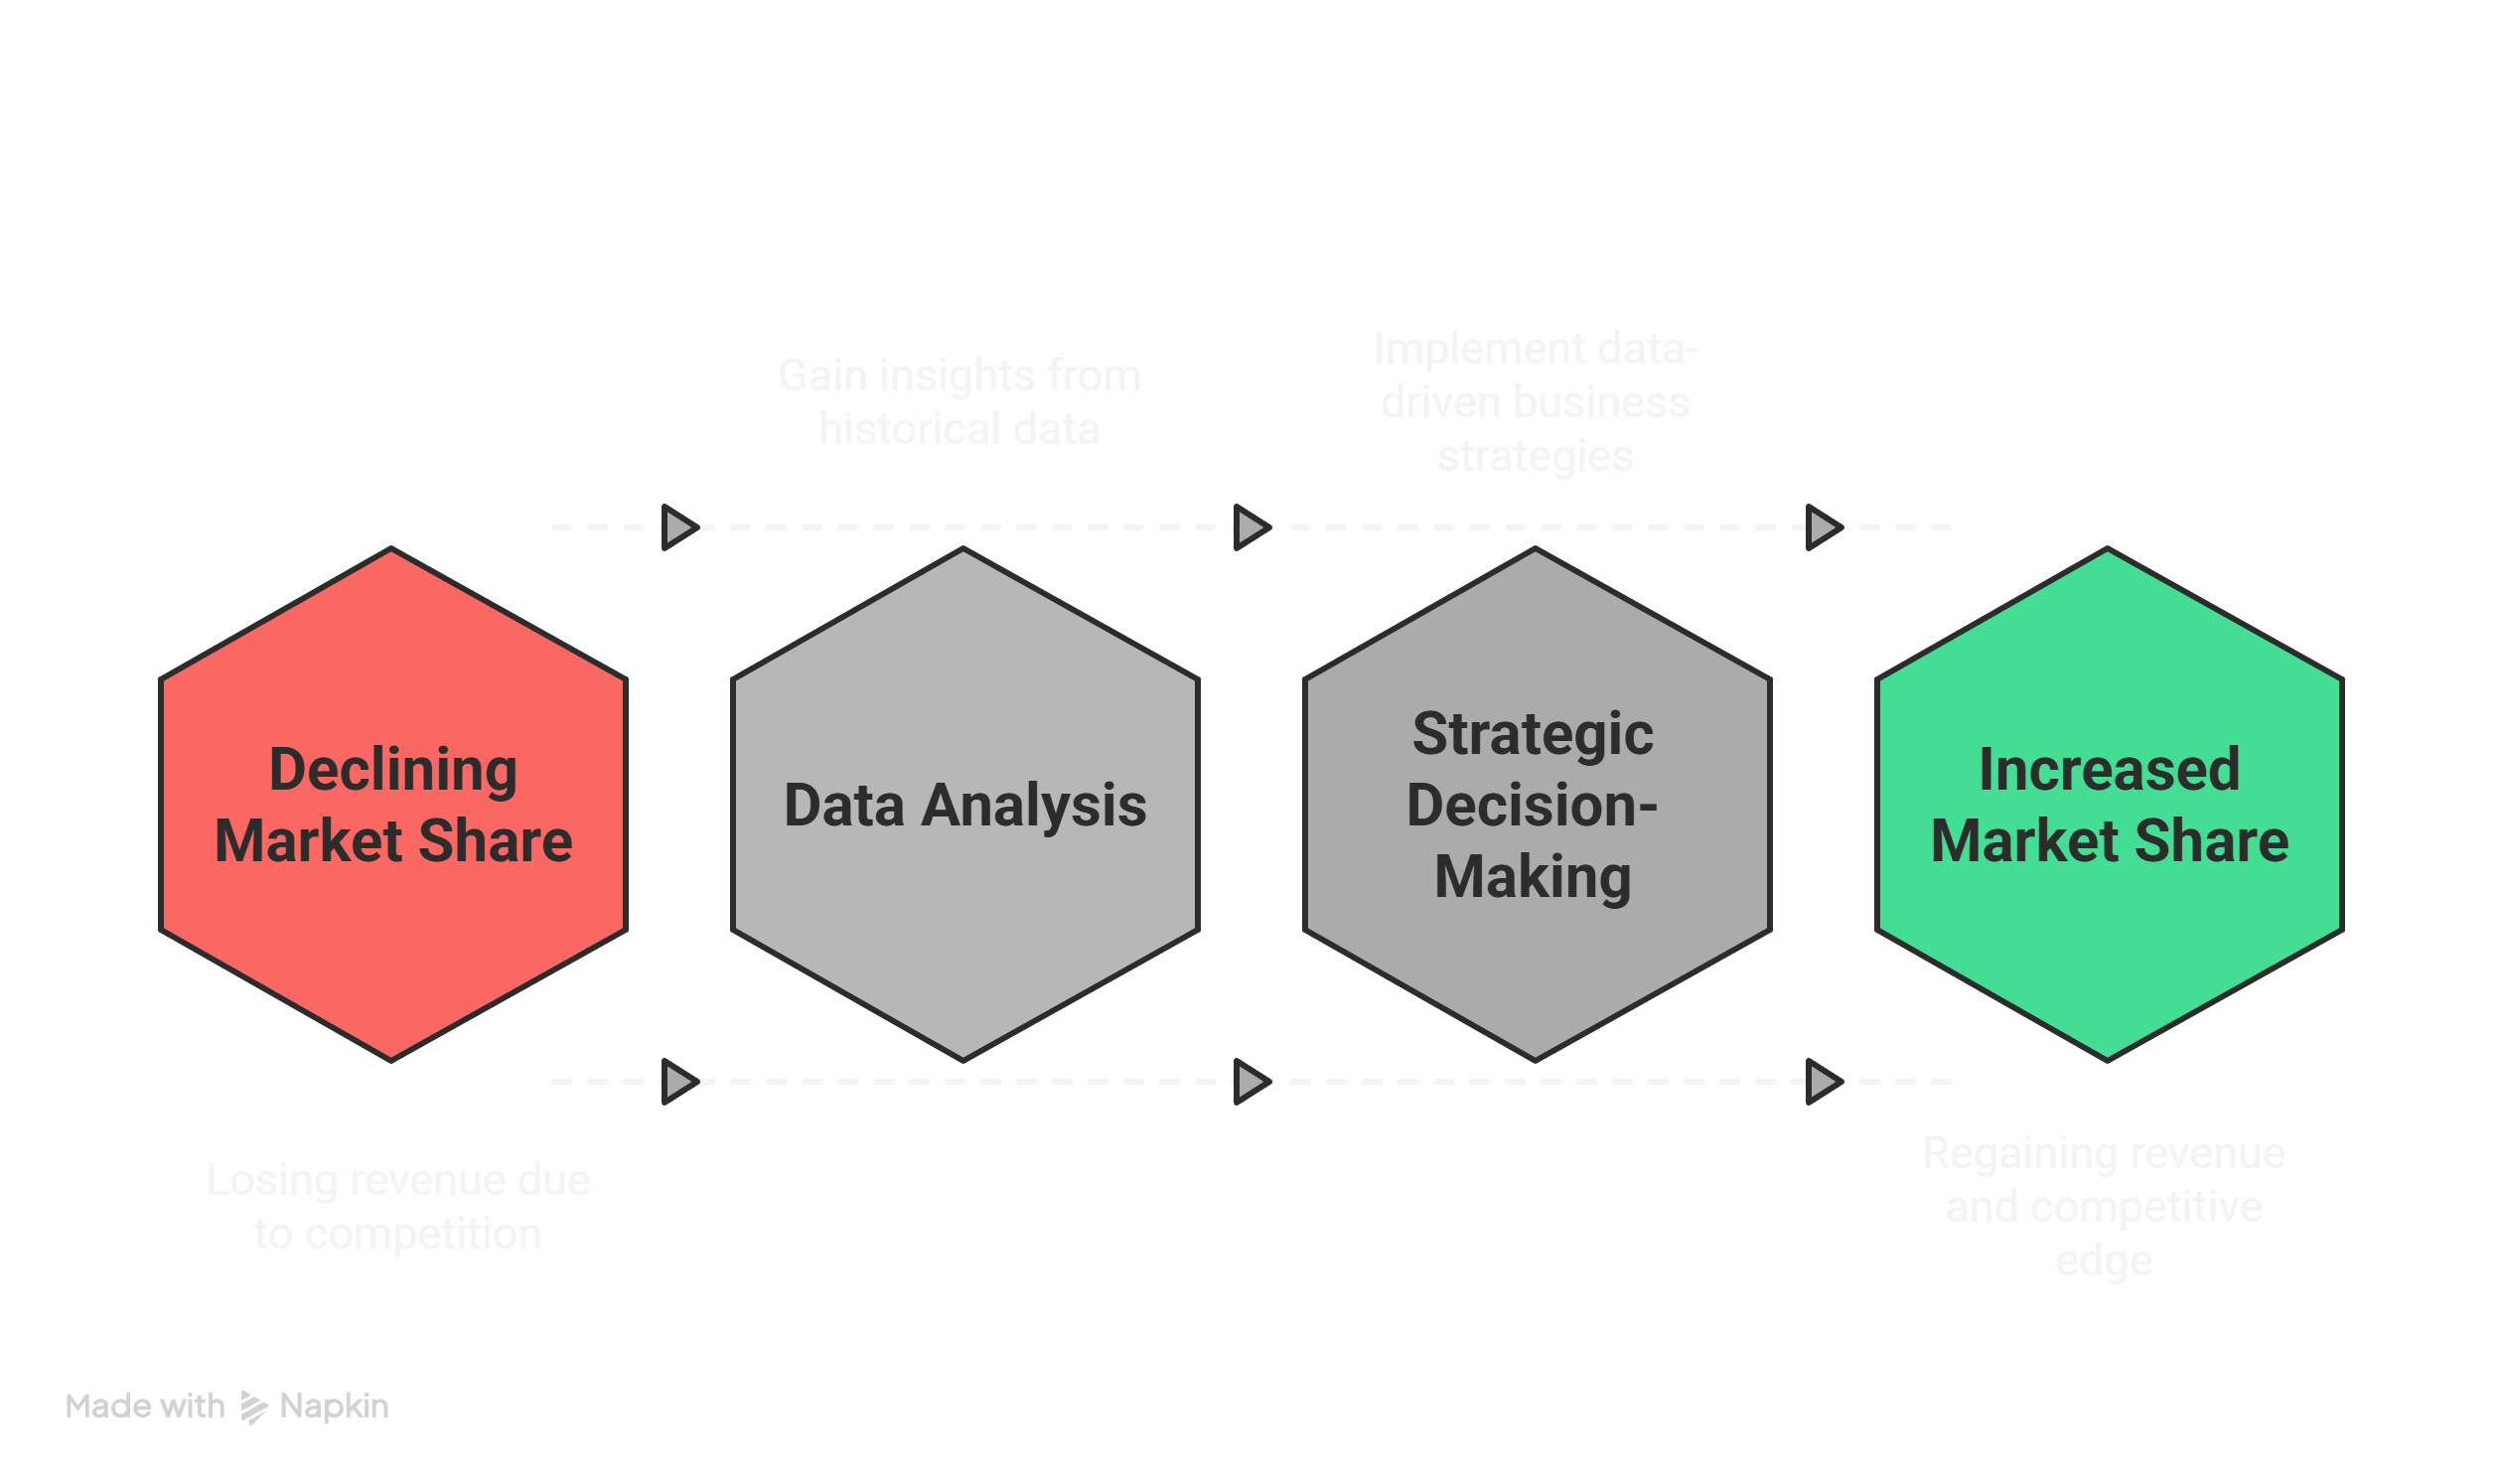 Gain insights from
historical data
Implement data-
driven business
strategies
Declining
Market Share
Data Analysis
Strategic
Decision-
Making
Increased
Market Share
Losing revenue due
to competition
Regaining revenue
and competitive
edge
Made with Napkin